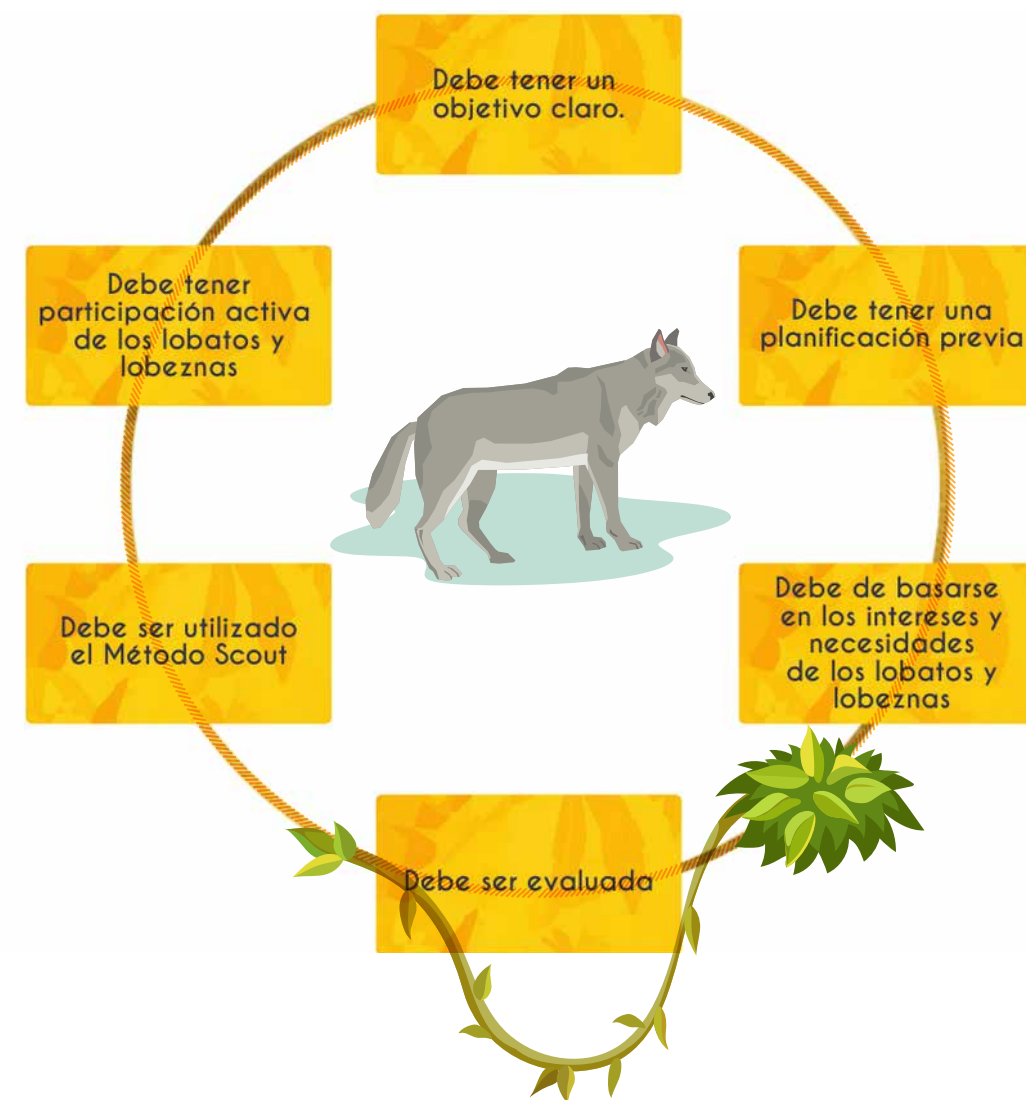 Debe tener un
objetivo claro.
Debe tener
participación activa
de los lobatos y
lobeznas
Debe tener una
planificación previa
Debe ser utilizado
el Método Scout
Debe de basarse
en los intereses y
necesidades
de los lobatos y
lobeznas
Debe ser evaluada